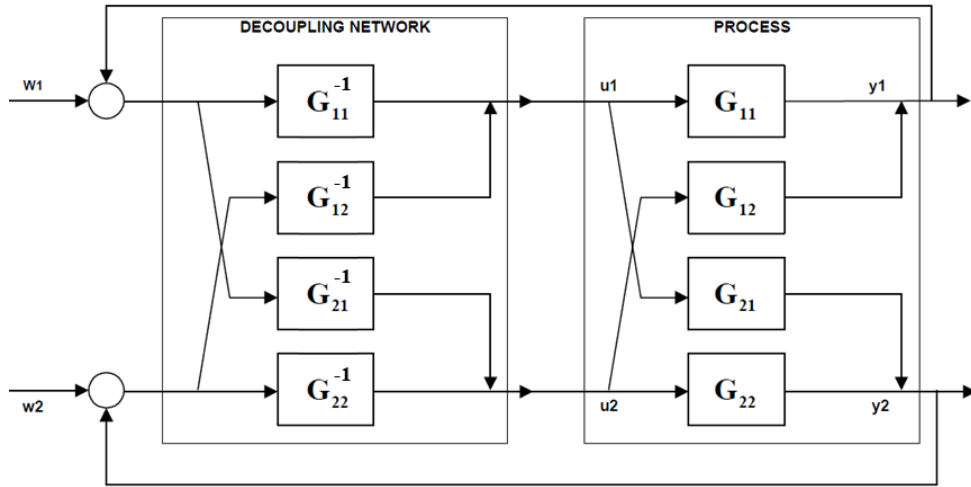 DECOUPLING NETWORK
PROCESS
W1
G11-1
u1
G11
y1
G12-1
G12
G21-1
G21
w2
G22-1
u2
G22
y2